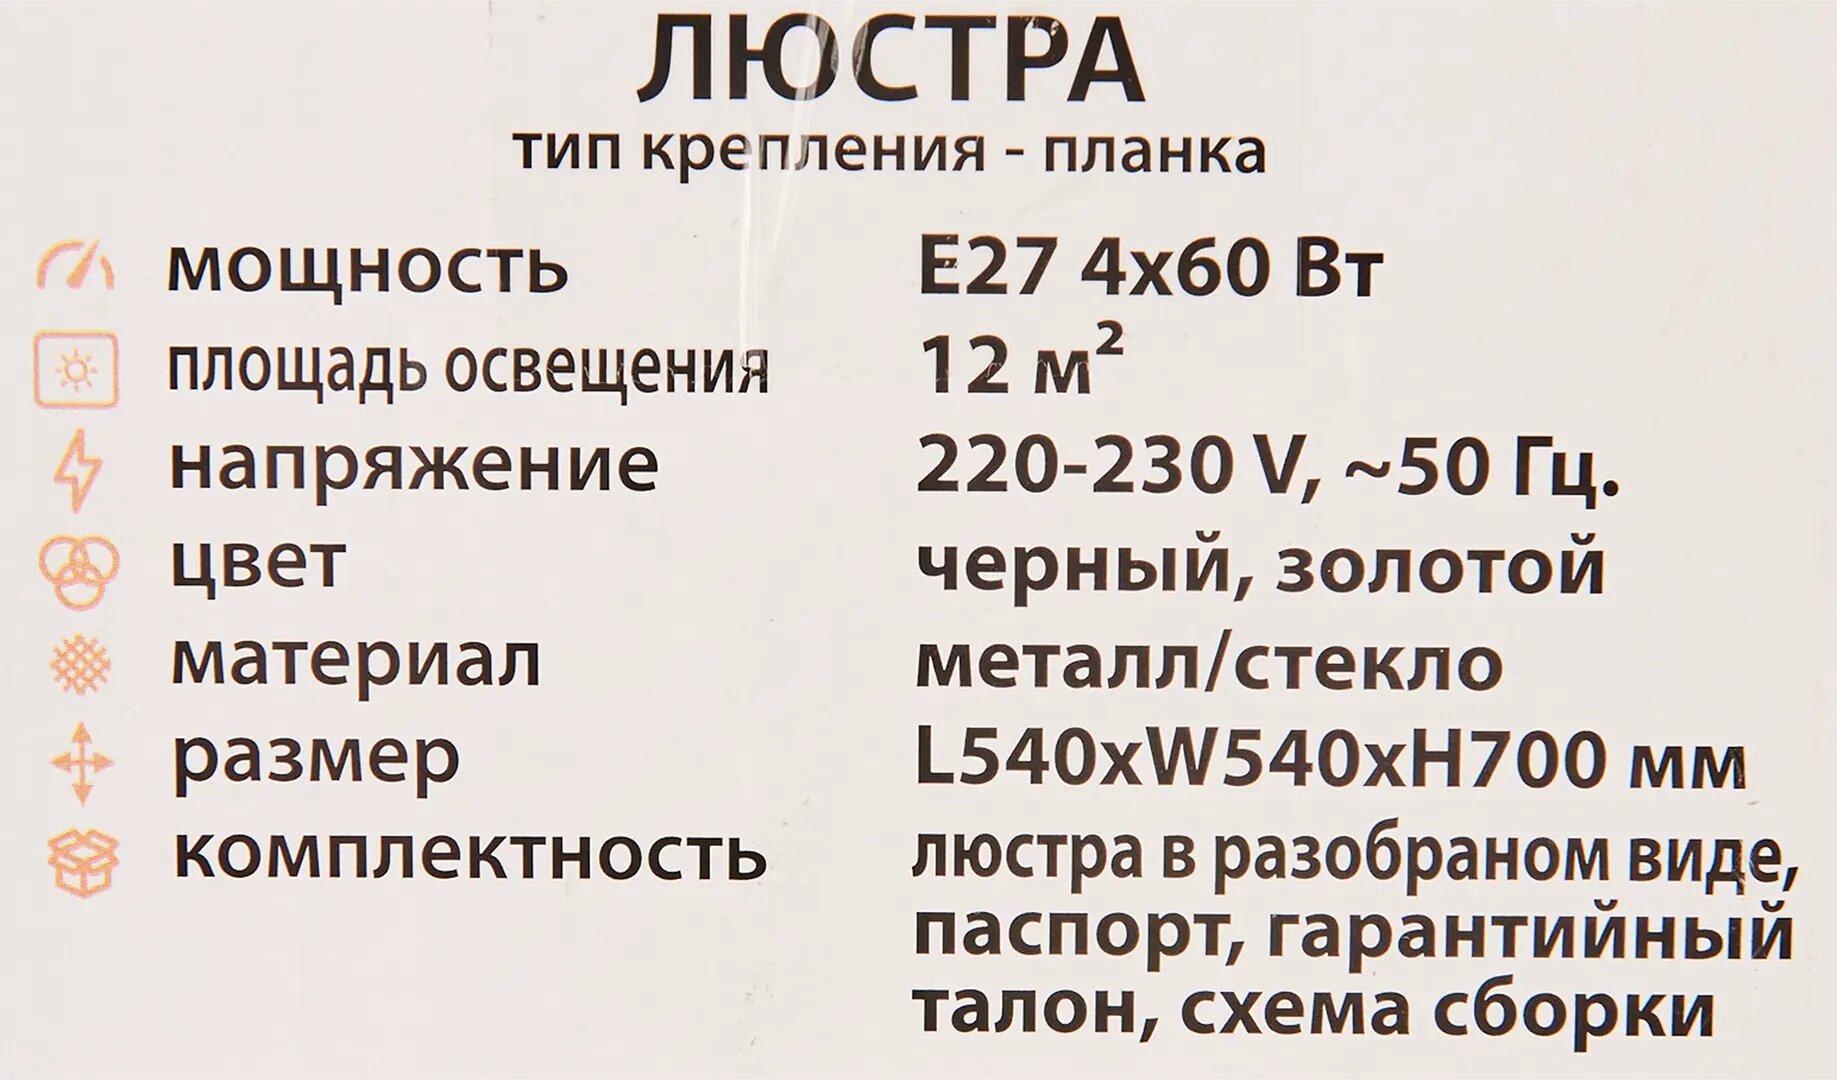 ЛЮСТРА
тип крепления - планка
мощность E27 4x60 Вт
площадь освещения 12 м²
напряжение 220-230 V, ~50 Гц.
цвет черный, золотой
материал металл/стекло
размер L540xW540xH700 мм
комплектность люстра в разобраном виде,
паспорт, гарантийный
талон, схема сборки